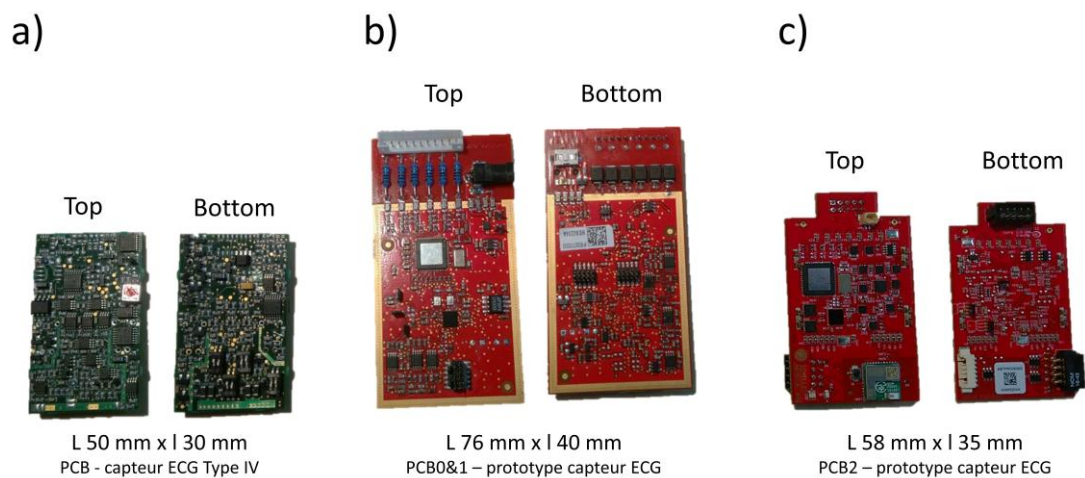 a)
b)
c)
Top
Bottom
Top
Bottom
Top
Bottom
L 50 mm x l 30 mm
PCB - capteur ECG Type IV
L 76 mm x l 40 mm
PCB0&1 – prototype capteur ECG
L 58 mm x l 35 mm
PCB2 – prototype capteur ECG